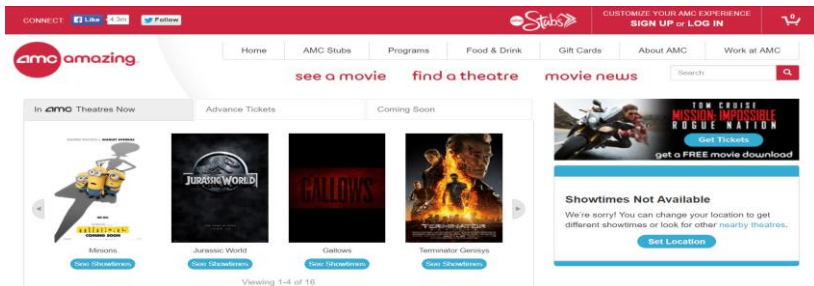 CONNECT: Like 4.3m Follow
Stubs
CUSTOMIZE YOUR AMC EXPERIENCE
SIGN UP or LOG IN
0
amc amazing.
Home AMC Stubs Programs Food & Drink Gift Cards About AMC Work at AMC
see a movie find a theatre movie news Search
In amc Theatres Now Advance Tickets Coming Soon
TOM CRUISE
MISSION: IMPOSSIBLE
ROGUE NATION
Get Tickets
get a FREE movie download
JURASSIC WORLD
GALLOWS
TERMINATOR
COMING SOON
Minions Jurassic World Gallows Terminator Genisys
See Showtimes See Showtimes See Showtimes See Showtimes
Viewing 1-4 of 16
Showtimes Not Available
We're sorry! You can change your location to get
different showtimes or look for other nearby theatres.
Set Location